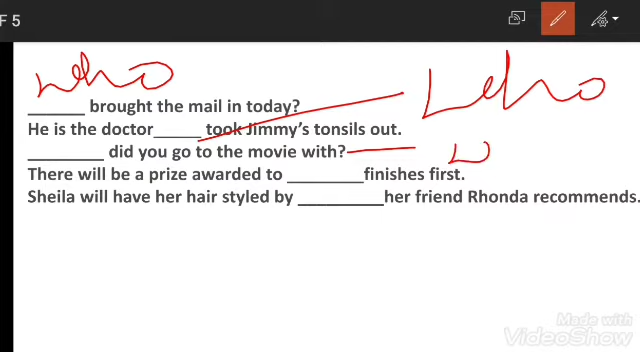 F 5
who
______ brought the mail in today?
who
He is the doctor_____ took Jimmy's tonsils out.
________ did you go to the movie with?
w
There will be a prize awarded to ________finishes first.
Sheila will have her hair styled by _________her friend Rhonda recommends.
Made with
VideoShow